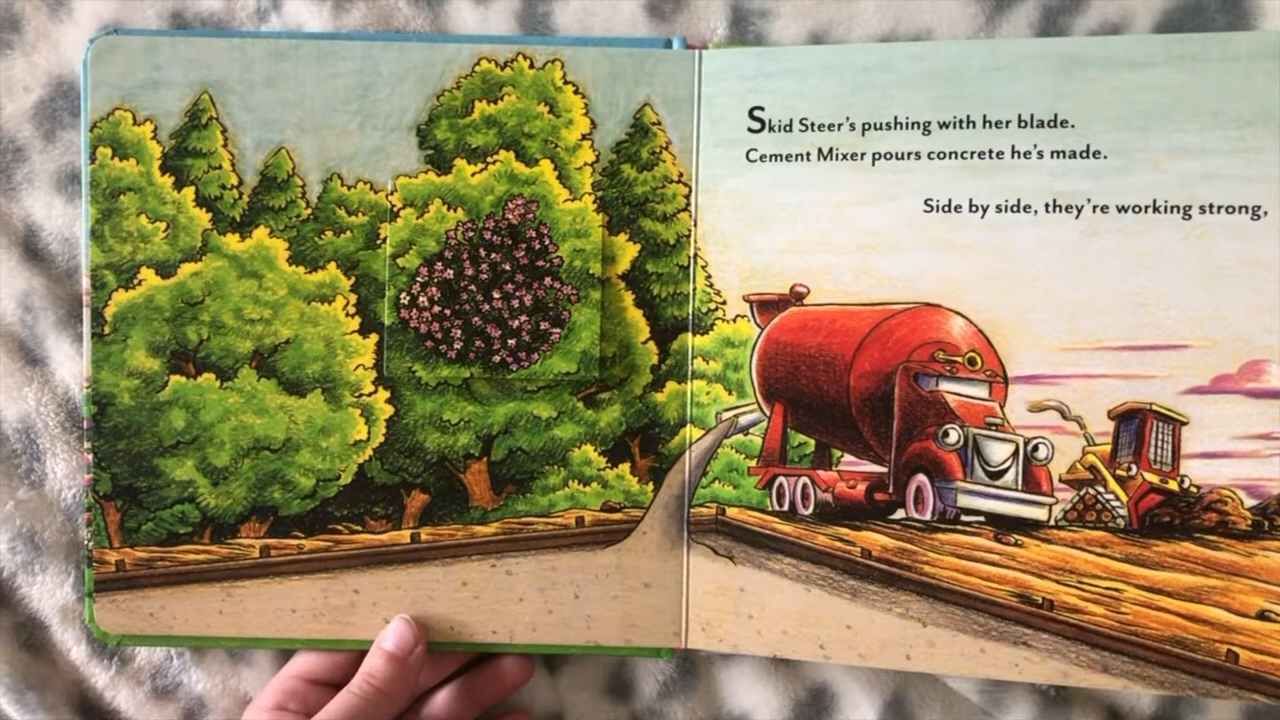 Skid Steer's pushing with her blade.
Cement Mixer pours concrete he's made.
Side by side, they're working strong,